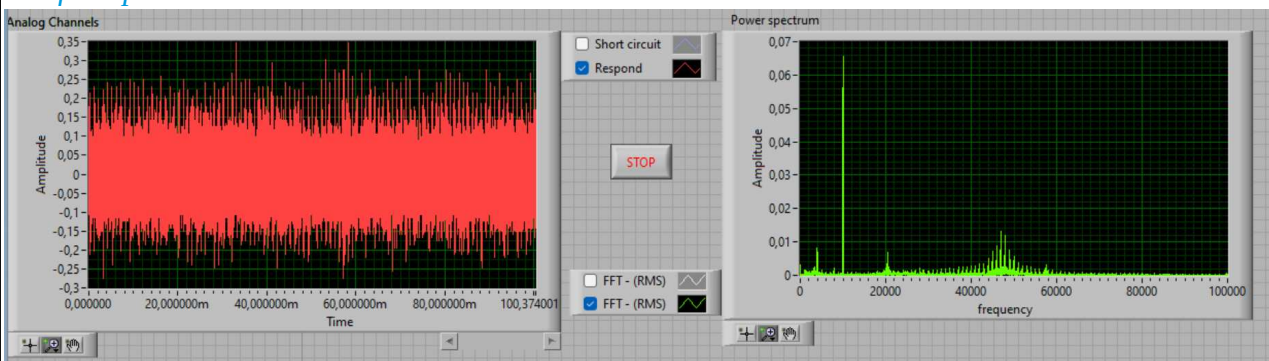 Analog Channels
0,35-
0,3-
0,25-
0,2-
0,15-
0,1-
0,05-
0-
-0,05-
-0,1-
-0,15-
-0,2-
-0,25-
-0,3-
Amplitude
0,000000 20,000000m 40,000000m 60,000000m 80,000000m 100,374001
Time
Short circuit
Respond
STOP
FFT - (RMS)
FFT - (RMS)
Power spectrum
0,07-
0,06-
0,05-
0,04-
0,03-
0,02-
0,01-
0-
Amplitude
0 20000 40000 60000 80000 100000
frequency